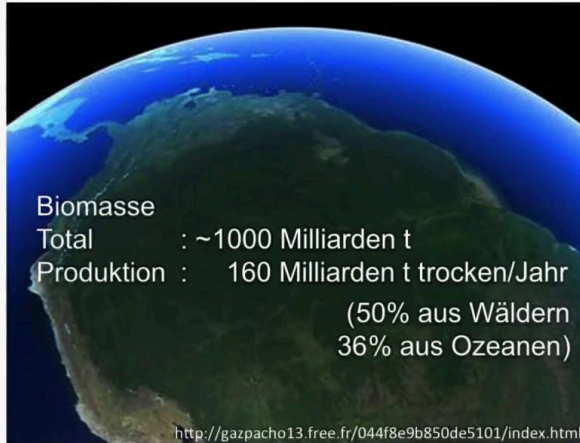 Biomasse
Total : ~1000 Milliarden t
Produktion : 160 Milliarden t trocken/Jahr
(50% aus Wäldern
36% aus Ozeanen)
http://gazpacho13.free.fr/044f8e9b850de5101/index.html